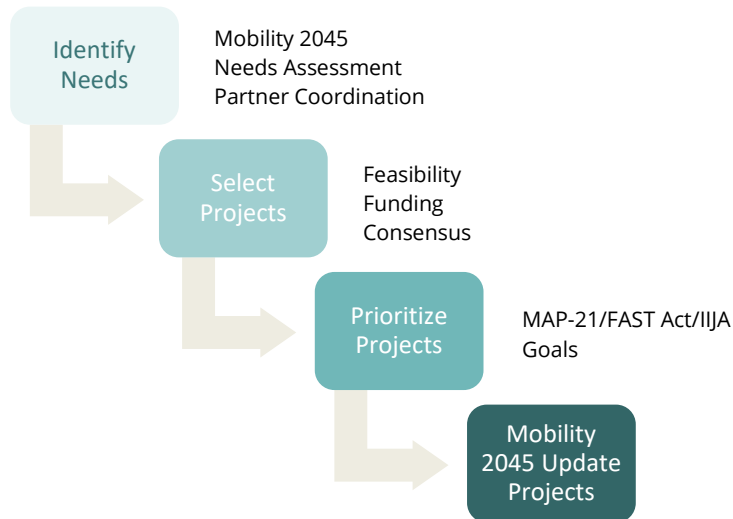 Identify
Needs
Mobility 2045
Needs Assessment
Partner Coordination
Select
Projects
Feasibility
Funding
Consensus
Prioritize
Projects
MAP-21/FAST Act/IIJA
Goals
Mobility
2045 Update
Projects